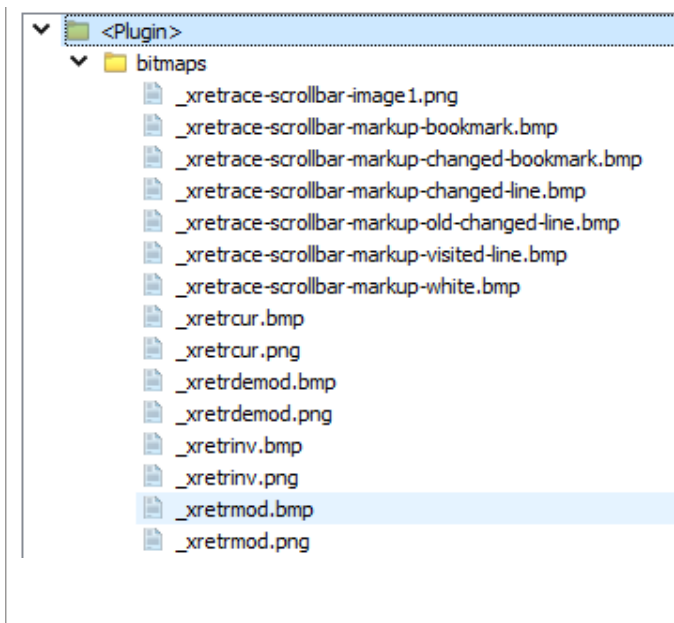 <Plugin>
bitmaps
_xretrace-scrollbar-image1.png
_xretrace-scrollbar-markup-bookmark.bmp
_xretrace-scrollbar-markup-changed-bookmark.bmp
_xretrace-scrollbar-markup-changed-line.bmp
_xretrace-scrollbar-markup-old-changed-line.bmp
_xretrace-scrollbar-markup-visited-line.bmp
_xretrace-scrollbar-markup-white.bmp
_xretrcur.bmp
_xretrcur.png
_xretrdemod.bmp
_xretrdemod.png
_xretrinv.bmp
_xretrinv.png
_xretrmod.bmp
_xretrmod.png